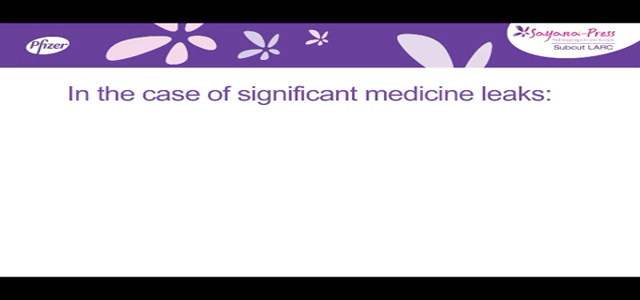 Pfizer
Sayana-Press
Subcut LARC
In the case of significant medicine leaks: